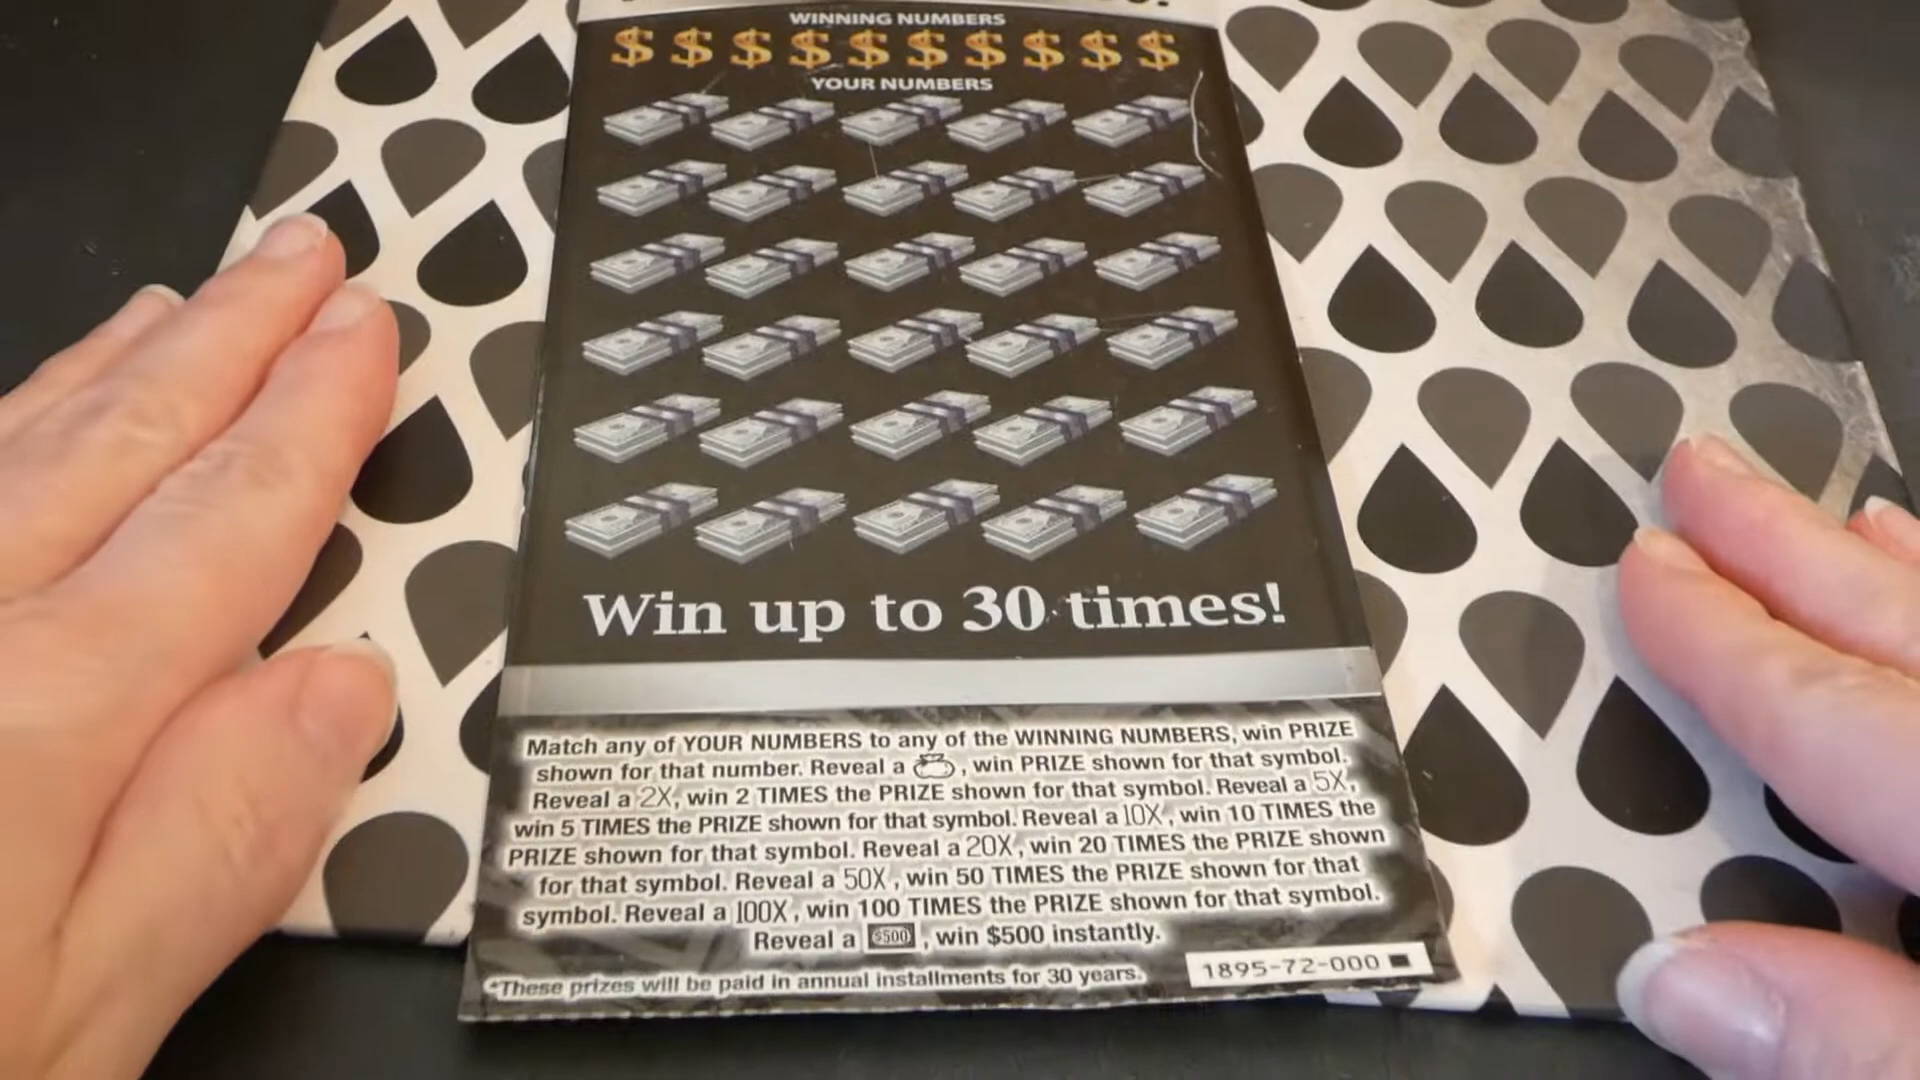 WINNING NUMBERS
$ $ $ $ $ $ $ $ $ $
YOUR NUMBERS
Win up to 30 times!
Match any of YOUR NUMBERS to any of the WINNING NUMBERS, win PRIZE
shown for that number. Reveal a , win PRIZE shown for that symbol.
Reveal a 2X, win 2 TIMES the PRIZE shown for that symbol. Reveal a 5X,
win 5 TIMES the PRIZE shown for that symbol. Reveal a 10X, win 10 TIMES the
PRIZE shown for that symbol. Reveal a 20X, win 20 TIMES the PRIZE shown
for that symbol. Reveal a 50X, win 50 TIMES the PRIZE shown for that
symbol. Reveal a 100X, win 100 TIMES the PRIZE shown for that symbol.
Reveal a $500, win $500 instantly.
*These prizes will be paid in annual installments for 30 years.
1895-72-000